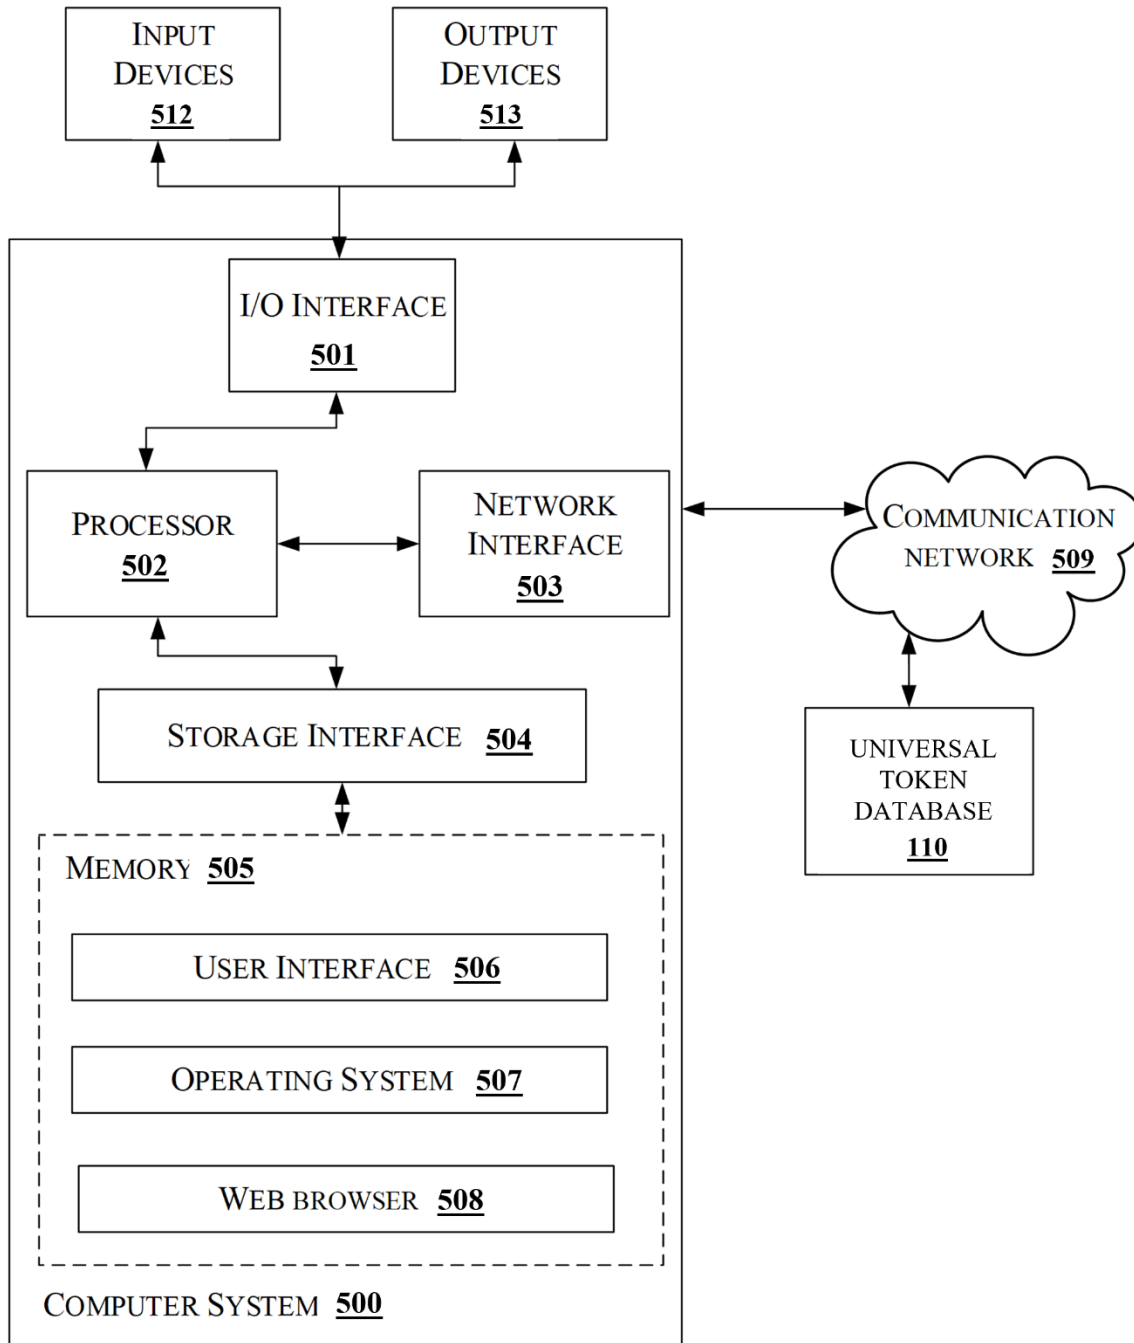 INPUT
DEVICES
512
OUTPUT
DEVICES
513
I/O INTERFACE
501
PROCESSOR
502
NETWORK
INTERFACE
503
COMMUNICATION
NETWORK 509
STORAGE INTERFACE 504
UNIVERSAL
TOKEN
DATABASE
110
MEMORY 505
USER INTERFACE 506
OPERATING SYSTEM 507
WEB BROWSER 508
COMPUTER SYSTEM 500